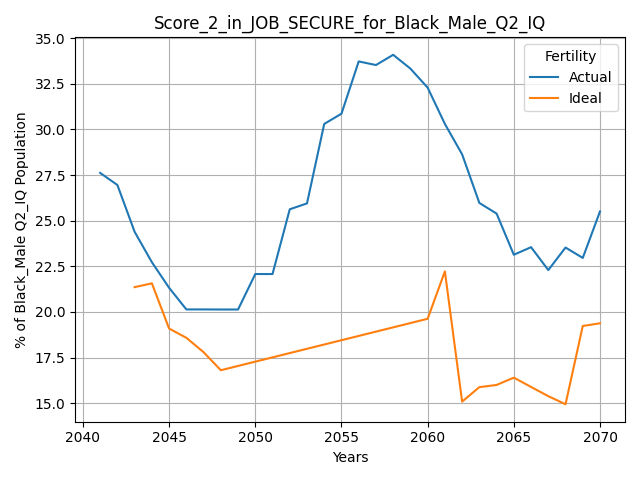 Score_2_in_JOB_SECURE_for_Black_Male_Q2_IQ
% of Black_Male Q2_IQ Population
35.0
32.5
30.0
27.5
25.0
22.5
20.0
17.5
15.0
Fertility
Actual
Ideal
2040 2045 2050 2055 2060 2065 2070
Years